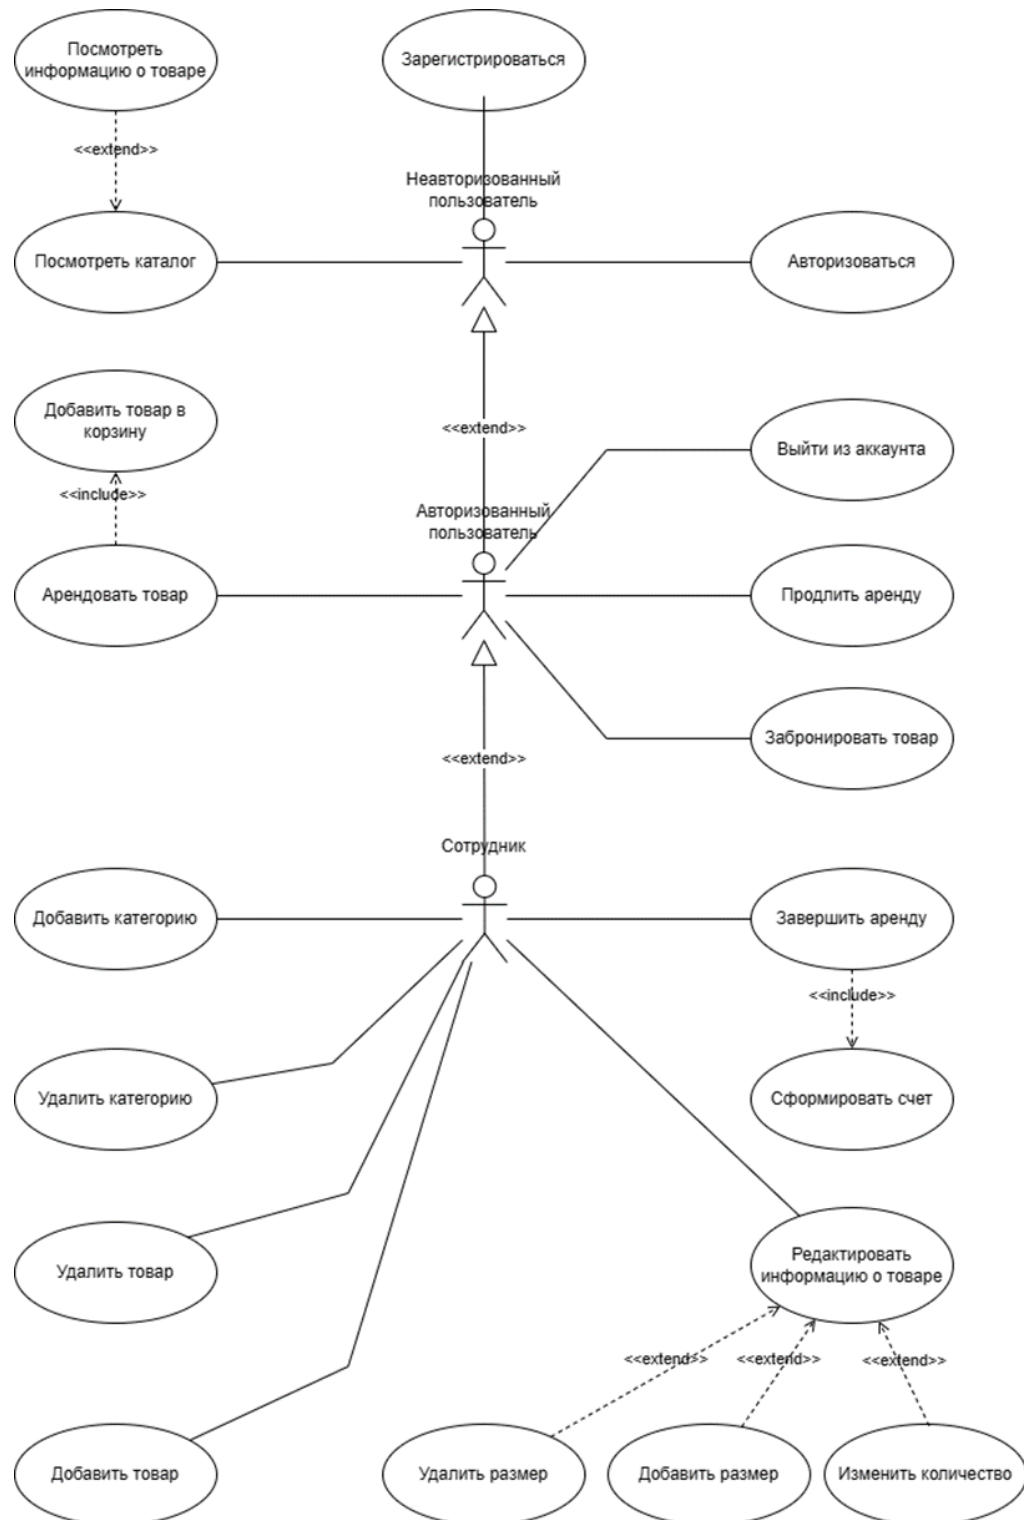 Посмотреть
информацию о товаре
Зарегистрироваться
<<extend>>
Неавторизованный
пользователь
Посмотреть каталог
Авторизоваться
Добавить товар в
корзину
<<extend>>
Выйти из аккаунта
<<include>>
Авторизованный
пользователь
Арендовать товар
Продлить аренду
Забронировать товар
<<extend>>
Сотрудник
Добавить категорию
Завершить аренду
<<include>>
Удалить категорию
Сформировать счет
Удалить товар
Редактировать
информацию о товаре
<<extend>>
<<extend>>
<<extend>>
Добавить товар
Удалить размер
Добавить размер
Изменить количество